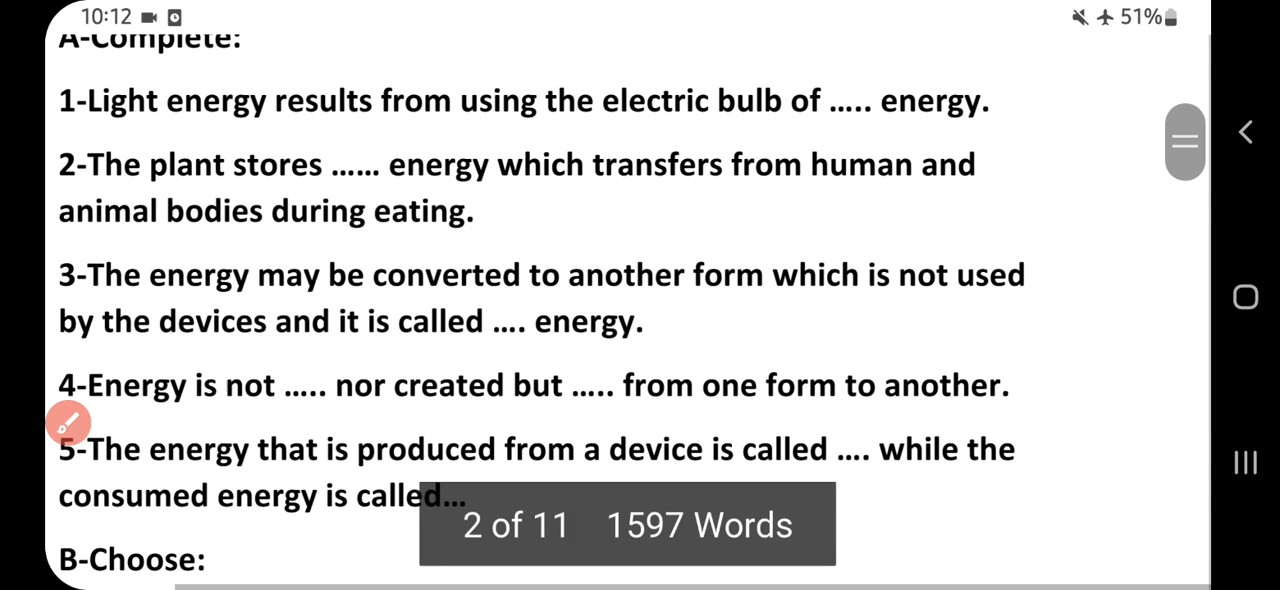 10:12 51%
A-Complete:
1-Light energy results from using the electric bulb of ..... energy.
2-The plant stores ...... energy which transfers from human and
animal bodies during eating.
3-The energy may be converted to another form which is not used
by the devices and it is called .... energy.
4-Energy is not ..... nor created but ..... from one form to another.
5-The energy that is produced from a device is called .... while the
consumed energy is called...
2 of 11 1597 Words
B-Choose: